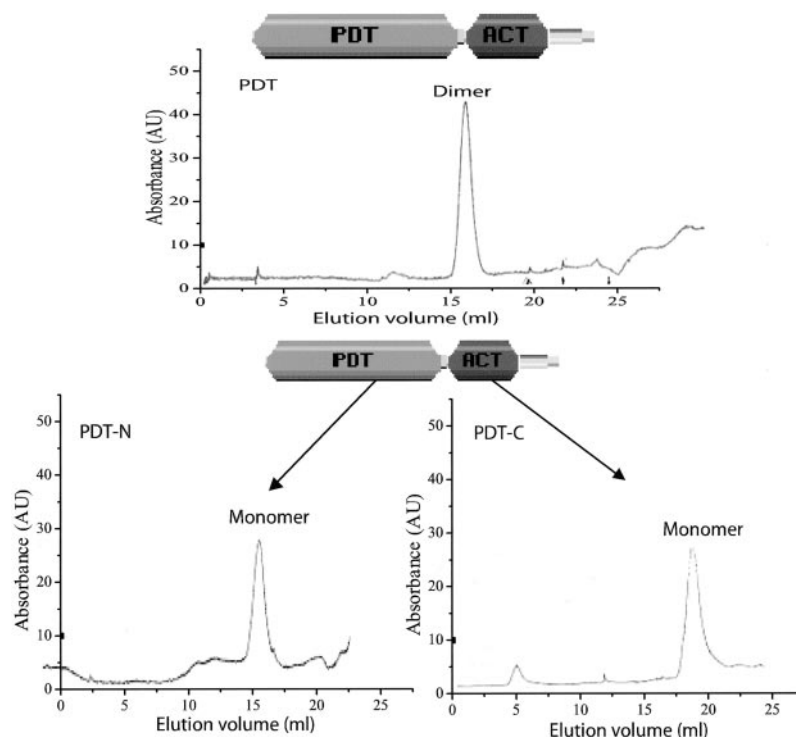 PDT ACT
PDT
Dimer
Absorbance (AU)
50
40
30
20
10
0
0 5 10 15 20 25
Elution volume (ml)
PDT ACT
PDT-N
Monomer
Absorbance (AU)
50
40
30
20
10
0
0 5 10 15 20 25
Elution volume (ml)
PDT-C
Monomer
Absorbance (AU)
50
40
30
20
10
0
0 5 10 15 20 25
Elution volume (ml)